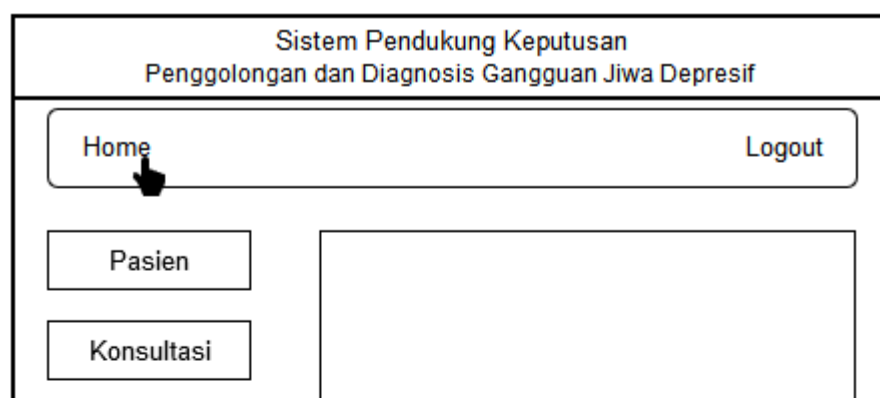 Sistem Pendukung Keputusan
Penggolongan dan Diagnosis Gangguan Jiwa Depresif
Home Logout
Pasien
Konsultasi